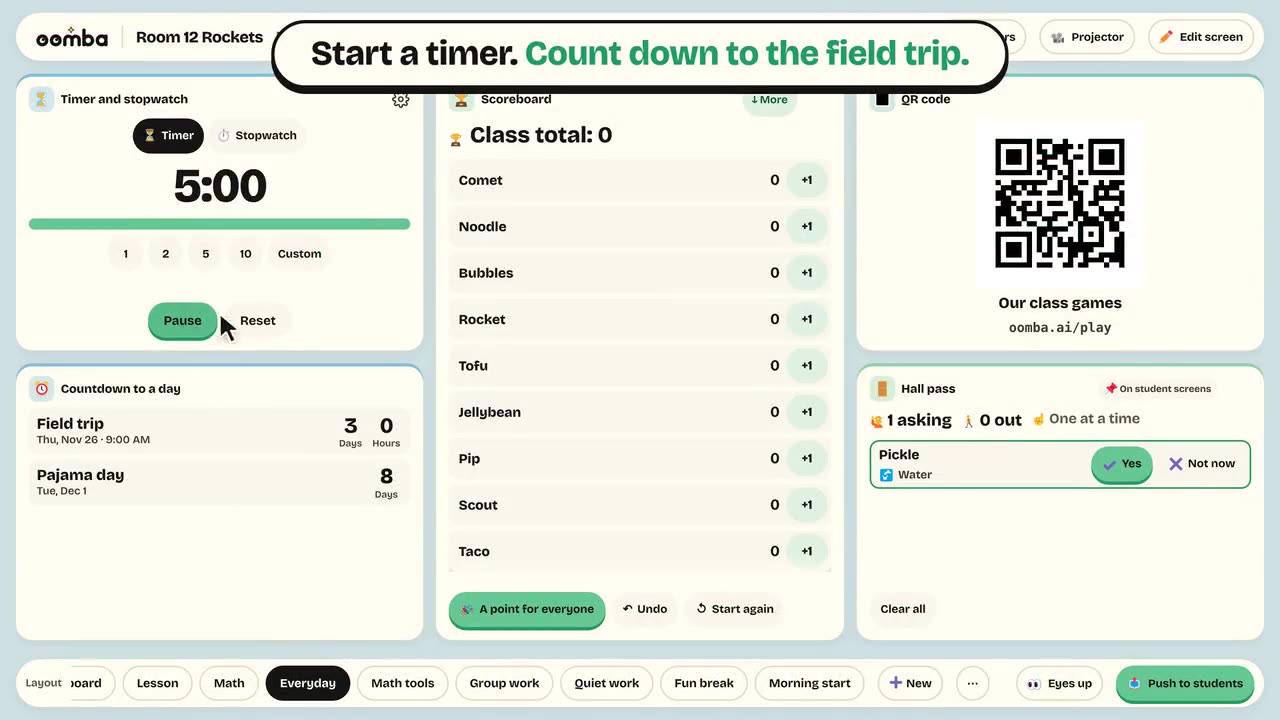 oomba
Room 12 Rockets
Start a timer. Count down to the field trip.
Projector
Edit screen
Timer and stopwatch
Timer
Stopwatch
5:00
1
2
5
10
Custom
Pause
Reset
Countdown to a day
Field trip
Thu, Nov 26 · 9:00 AM
3
Days
0
Hours
Pajama day
Tue, Dec 1
8
Days
Scoreboard
↓ More
Class total: 0
Comet 0 +1
Noodle 0 +1
Bubbles 0 +1
Rocket 0 +1
Tofu 0 +1
Jellybean 0 +1
Pip 0 +1
Scout 0 +1
Taco 0 +1
A point for everyone
↶ Undo
↺ Start again
QR code
Our class games
oomba.ai/play
Hall pass
On student screens
1 asking
0 out
One at a time
Pickle
Water
Yes
Not now
Clear all
Layout
Lesson
Math
Everyday
Math tools
Group work
Quiet work
Fun break
Morning start
New
...
Eyes up
Push to students